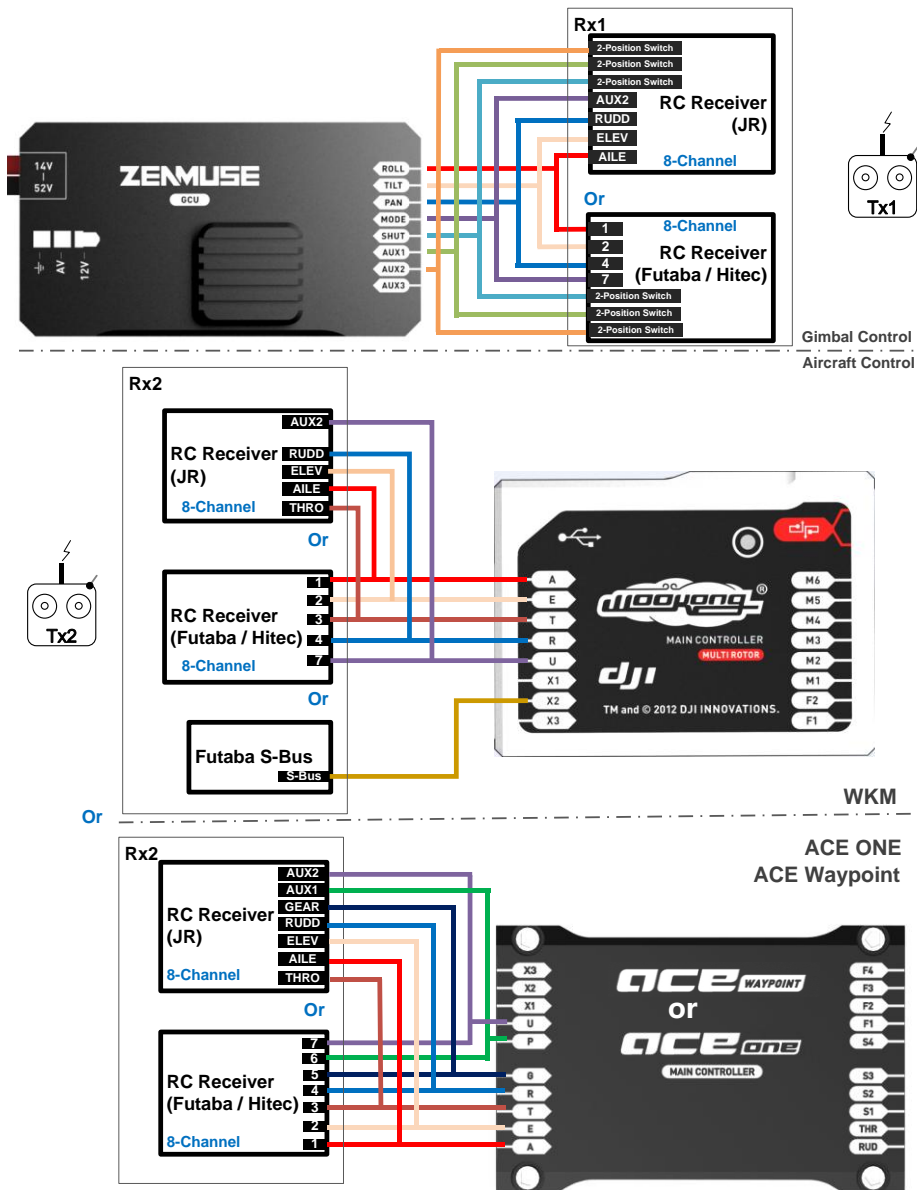 Rx1
2-Position Switch
2-Position Switch
2-Position Switch
AUX2
RUDD
ELEV
AILE
RC Receiver
(JR)
8-Channel
Tx1
14V
52V
ZENMUSE
GCU
AV
12V
ROLL
TILT
PAN
MODE
SHUT
AUX1
AUX2
AUX3
Or
1
2
4
7
2-Position Switch
2-Position Switch
2-Position Switch
8-Channel
RC Receiver
(Futaba / Hitec)
Gimbal Control
Aircraft Control
Rx2
AUX2
RUDD
ELEV
AILE
THRO
RC Receiver
(JR)
8-Channel
Or
Tx2
1
2
3
4
7
RC Receiver
(Futaba / Hitec)
8-Channel
Or
Futaba S-Bus
S-Bus
A
E
T
R
U
X1
X2
X3
WooKong®
MAIN CONTROLLER
MULTI ROTOR
dji
TM and © 2012 DJI INNOVATIONS.
M6
M5
M4
M3
M2
M1
F2
F1
WKM
Or
ACE ONE
ACE Waypoint
Rx2
AUX2
AUX1
GEAR
RUDD
ELEV
AILE
THRO
RC Receiver
(JR)
8-Channel
Or
7
6
5
4
3
2
1
RC Receiver
(Futaba / Hitec)
8-Channel
X3
X2
X1
U
P
G
R
T
E
A
ace WAYPOINT
or
ace one
MAIN CONTROLLER
F4
F3
F2
F1
S4
S3
S2
S1
THR
RUD